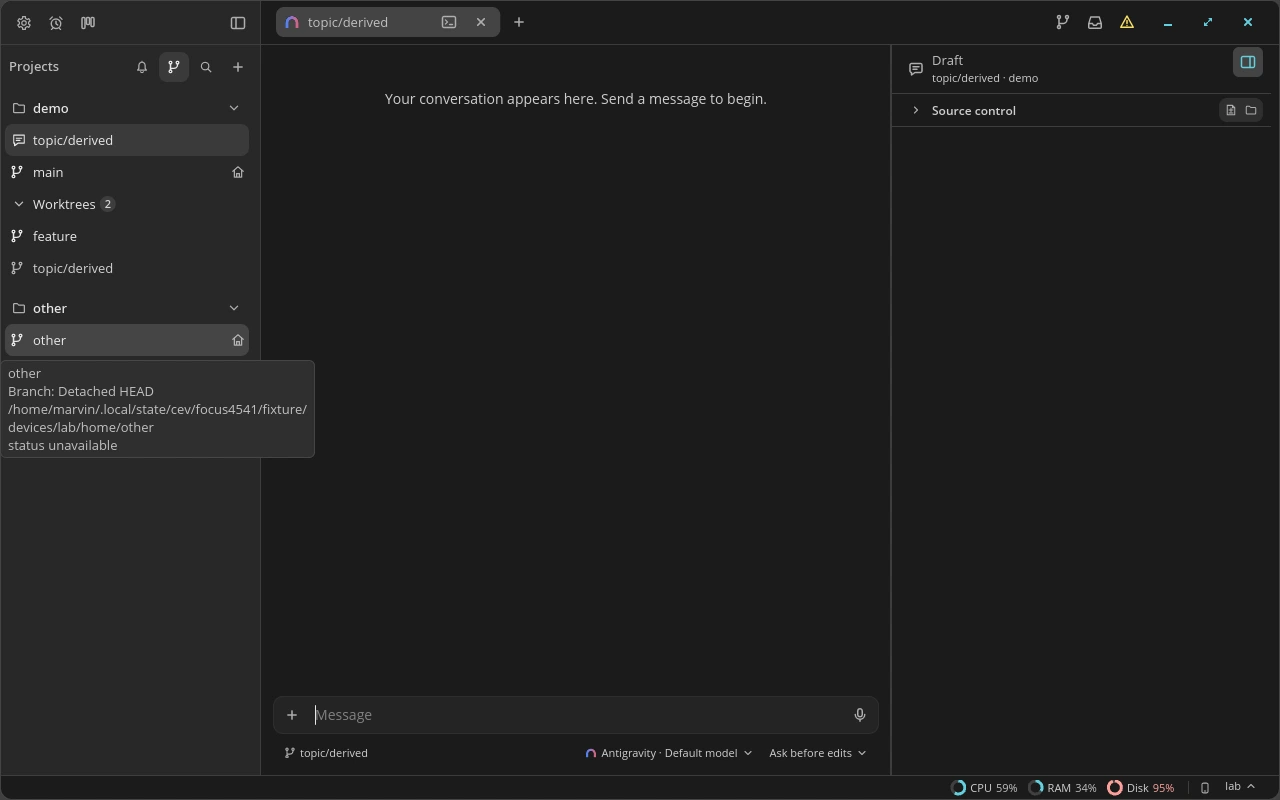 topic/derived
Projects
demo
topic/derived
main
Worktrees 2
feature
topic/derived
other
other
other
Branch: Detached HEAD
/home/marvin/.local/state/cev/focus4541/fixture/
devices/lab/home/other
status unavailable
Your conversation appears here. Send a message to begin.
Message
topic/derived
Antigravity · Default model
Ask before edits
Draft
topic/derived · demo
Source control
CPU 59%
RAM 34%
Disk 95%
lab